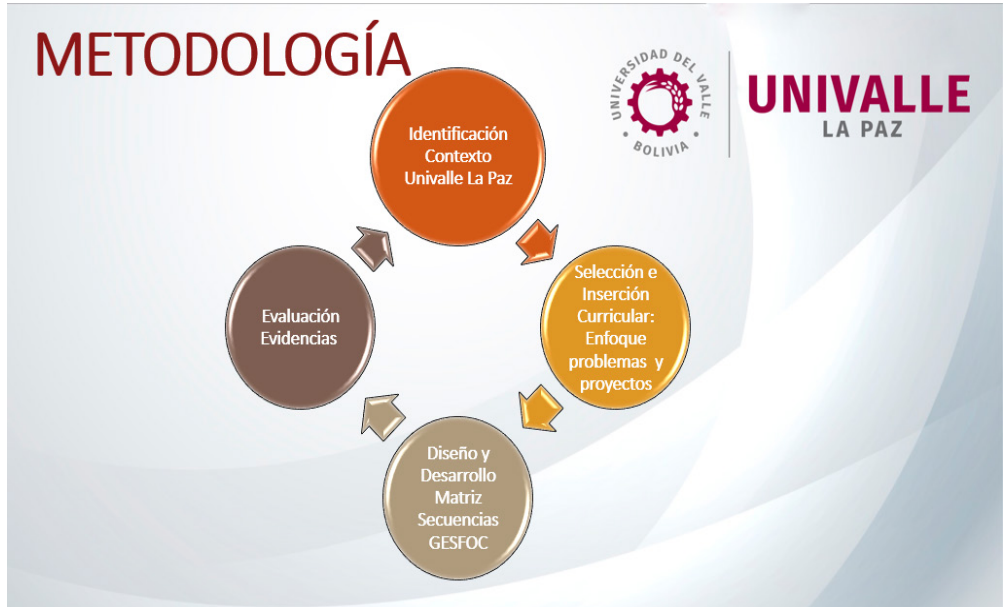 METODOLOGÍA
UNIVERSIDAD DEL VALLE
BOLIVIA
UNIVALLE
LA PAZ
Identificación
Contexto
Univalle La Paz
Selección e
Inserción
Curricular:
Enfoque
problemas y
proyectos
Diseño y
Desarrollo
Matriz
Secuencias
GESFOC
Evaluación
Evidencias